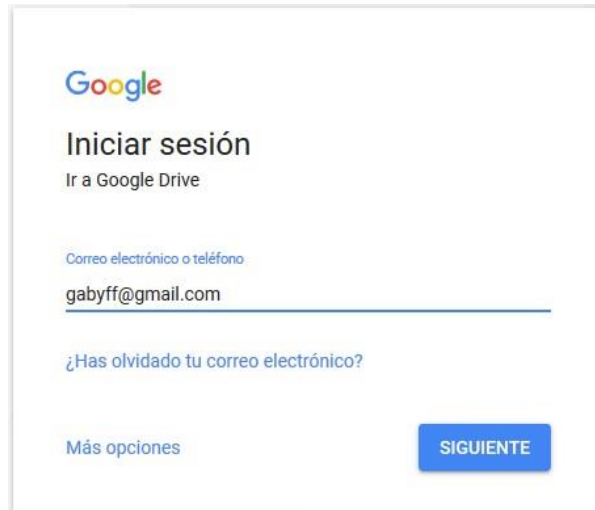 Google
Iniciar sesión
Ir a Google Drive
Correo electrónico o teléfono
gabyff@gmail.com
¿Has olvidado tu correo electrónico?
Más opciones
SIGUIENTE